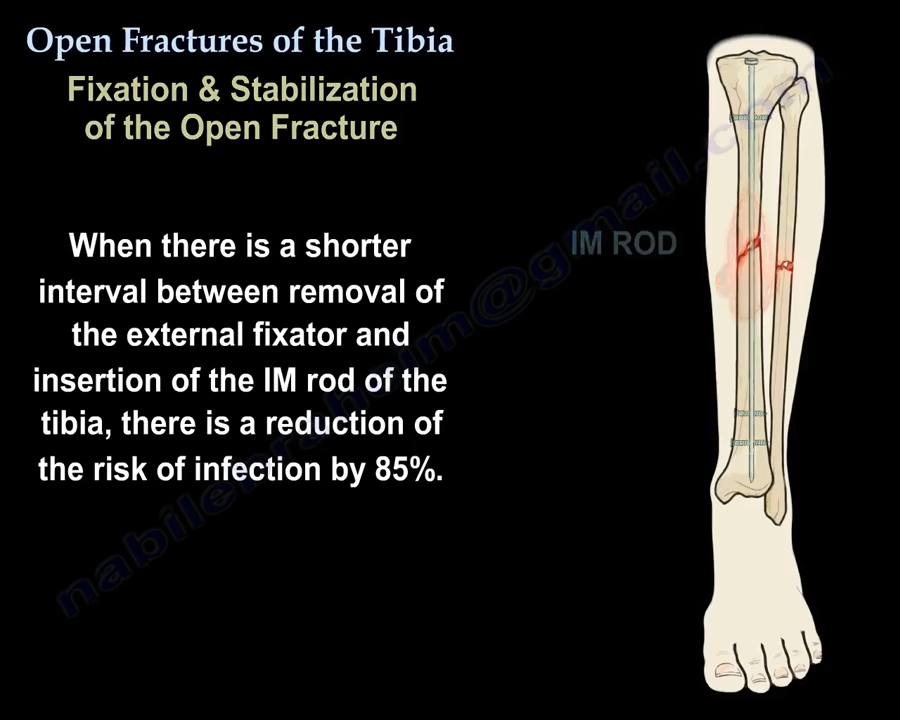 Open Fractures of the Tibia
Fixation & Stabilization
of the Open Fracture
When there is a shorter
interval between removal of
the external fixator and
insertion of the IM rod of the
tibia, there is a reduction of
the risk of infection by 85%.
IM ROD